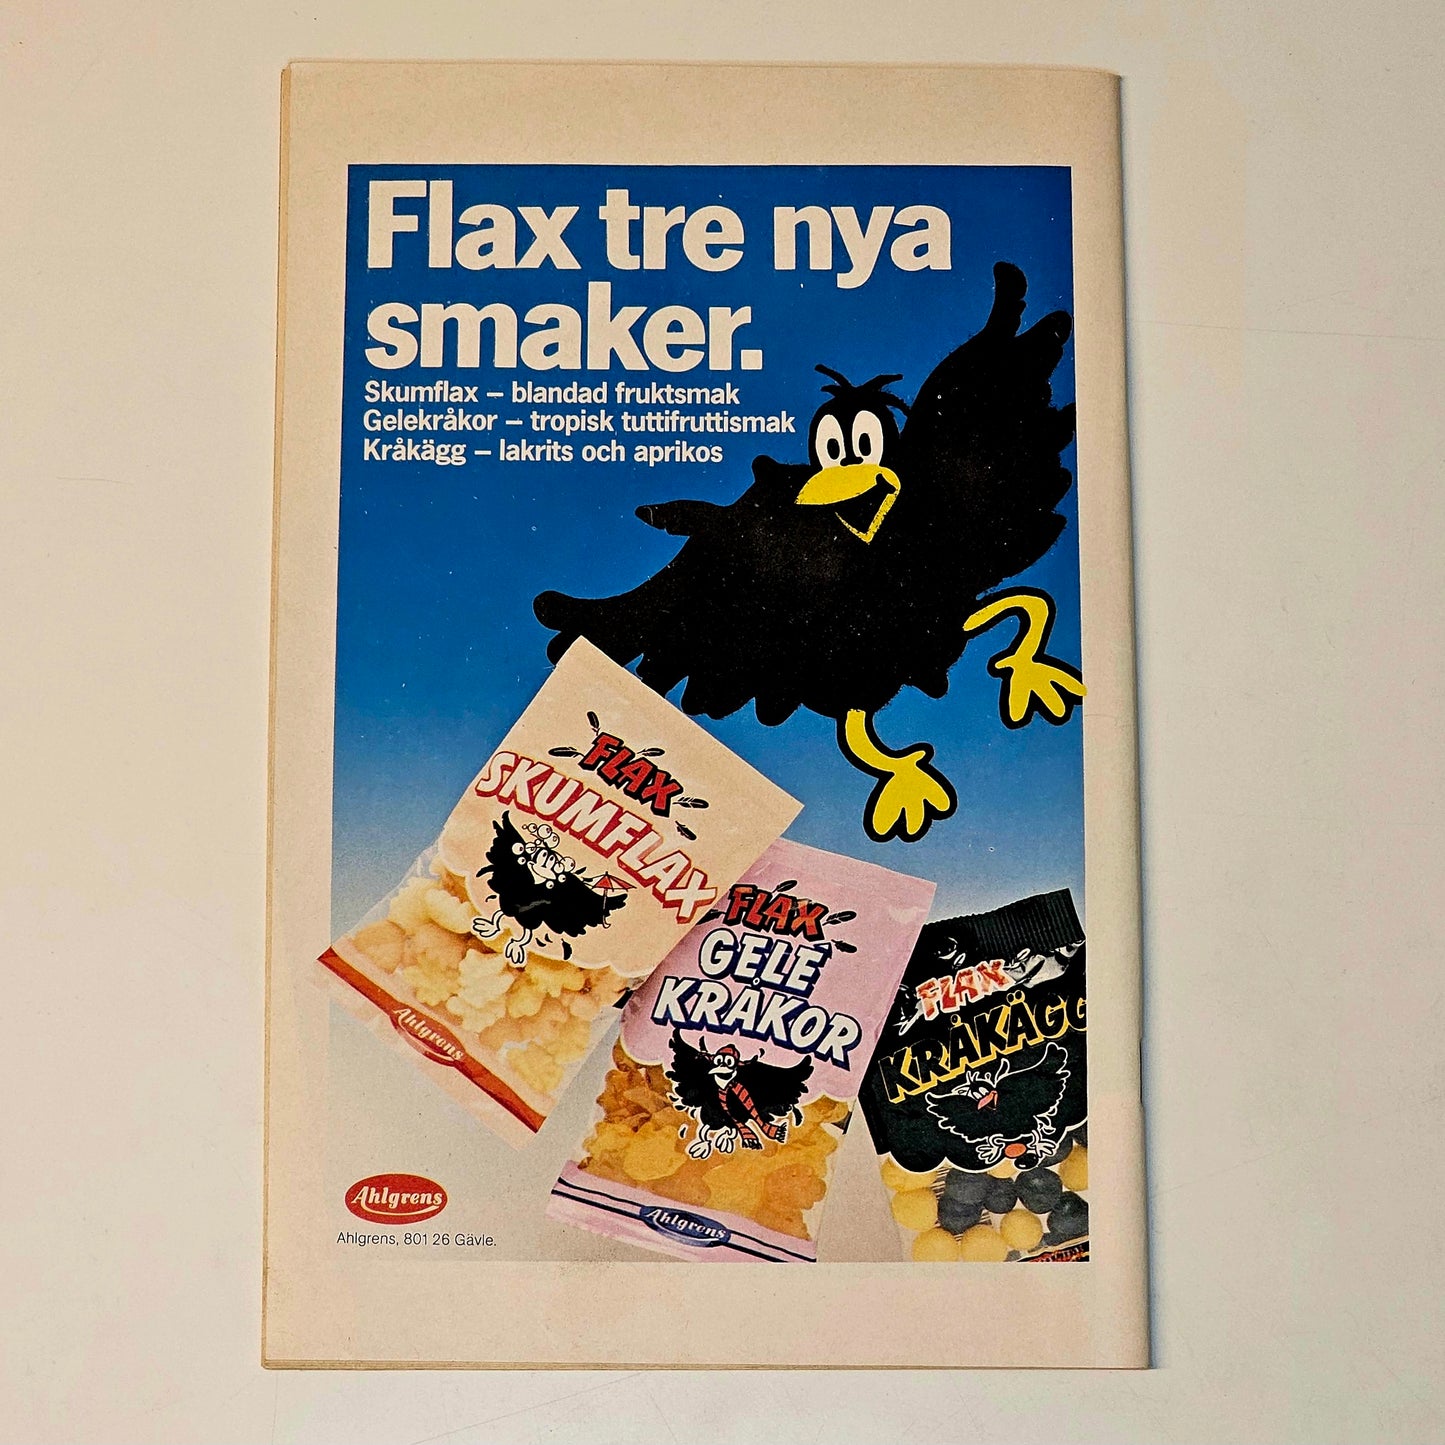 Flax tre nya
smaker.
Skumflax – blandad fruktsmak
Gelekråkor – tropisk tuttifruttismak
Kråkägg – lakrits och aprikos
FLAX
SKUMFLAX
Ahlgrens
FLAX
GELÉ
KRÅKOR
Ahlgrens
FLAX
KRÅKÄGG
Ahlgrens
Ahlgrens, 801 26 Gävle.